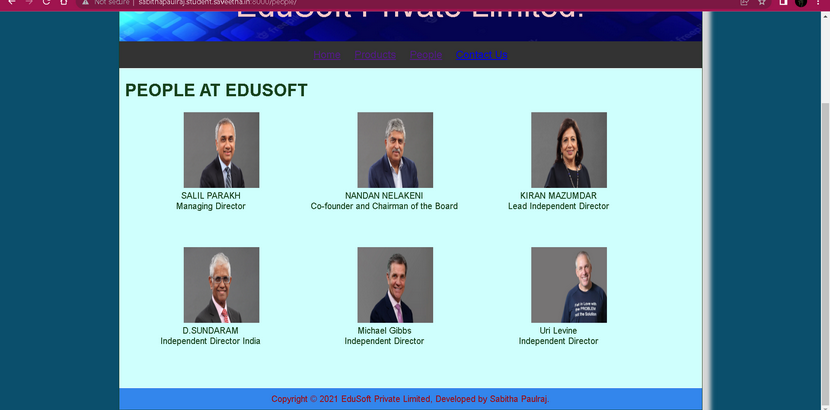 Not secure | sabithapaulraj.student.saveetha.in:8000/people/
EduSoft Private Limited.
Home People Contact Us
PEOPLE AT EDUSOFT
SALIL PARAKH NANDAN NELAKENI KIRAN MAZUMDAR
Managing Director Co-founder and Chairman of the Board Lead Independent Director
D.SUNDARAM Michael Gibbs Uri Levine
Independent Director India Independent Director Independent Director
Copyright © 2021 EduSoft Private Limited, Developed by Sabitha Paulraj.